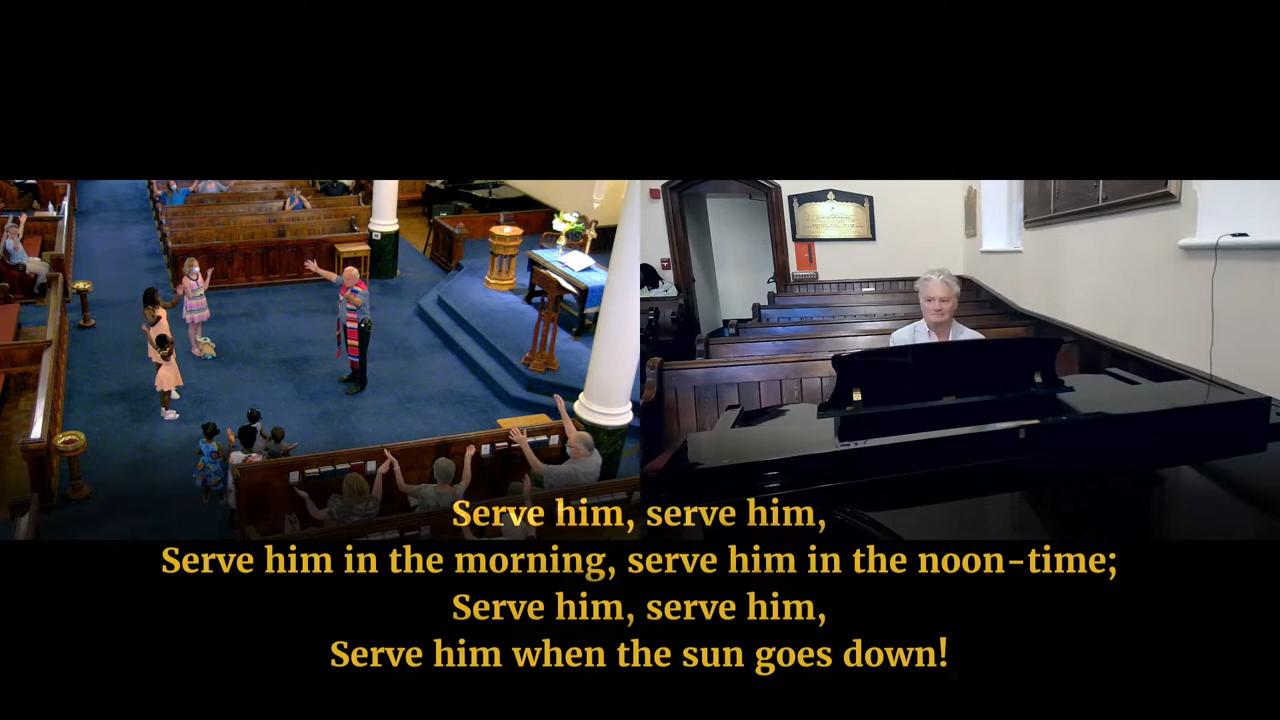 Serve him, serve him,
Serve him in the morning, serve him in the noon-time;
Serve him, serve him,
Serve him when the sun goes down!